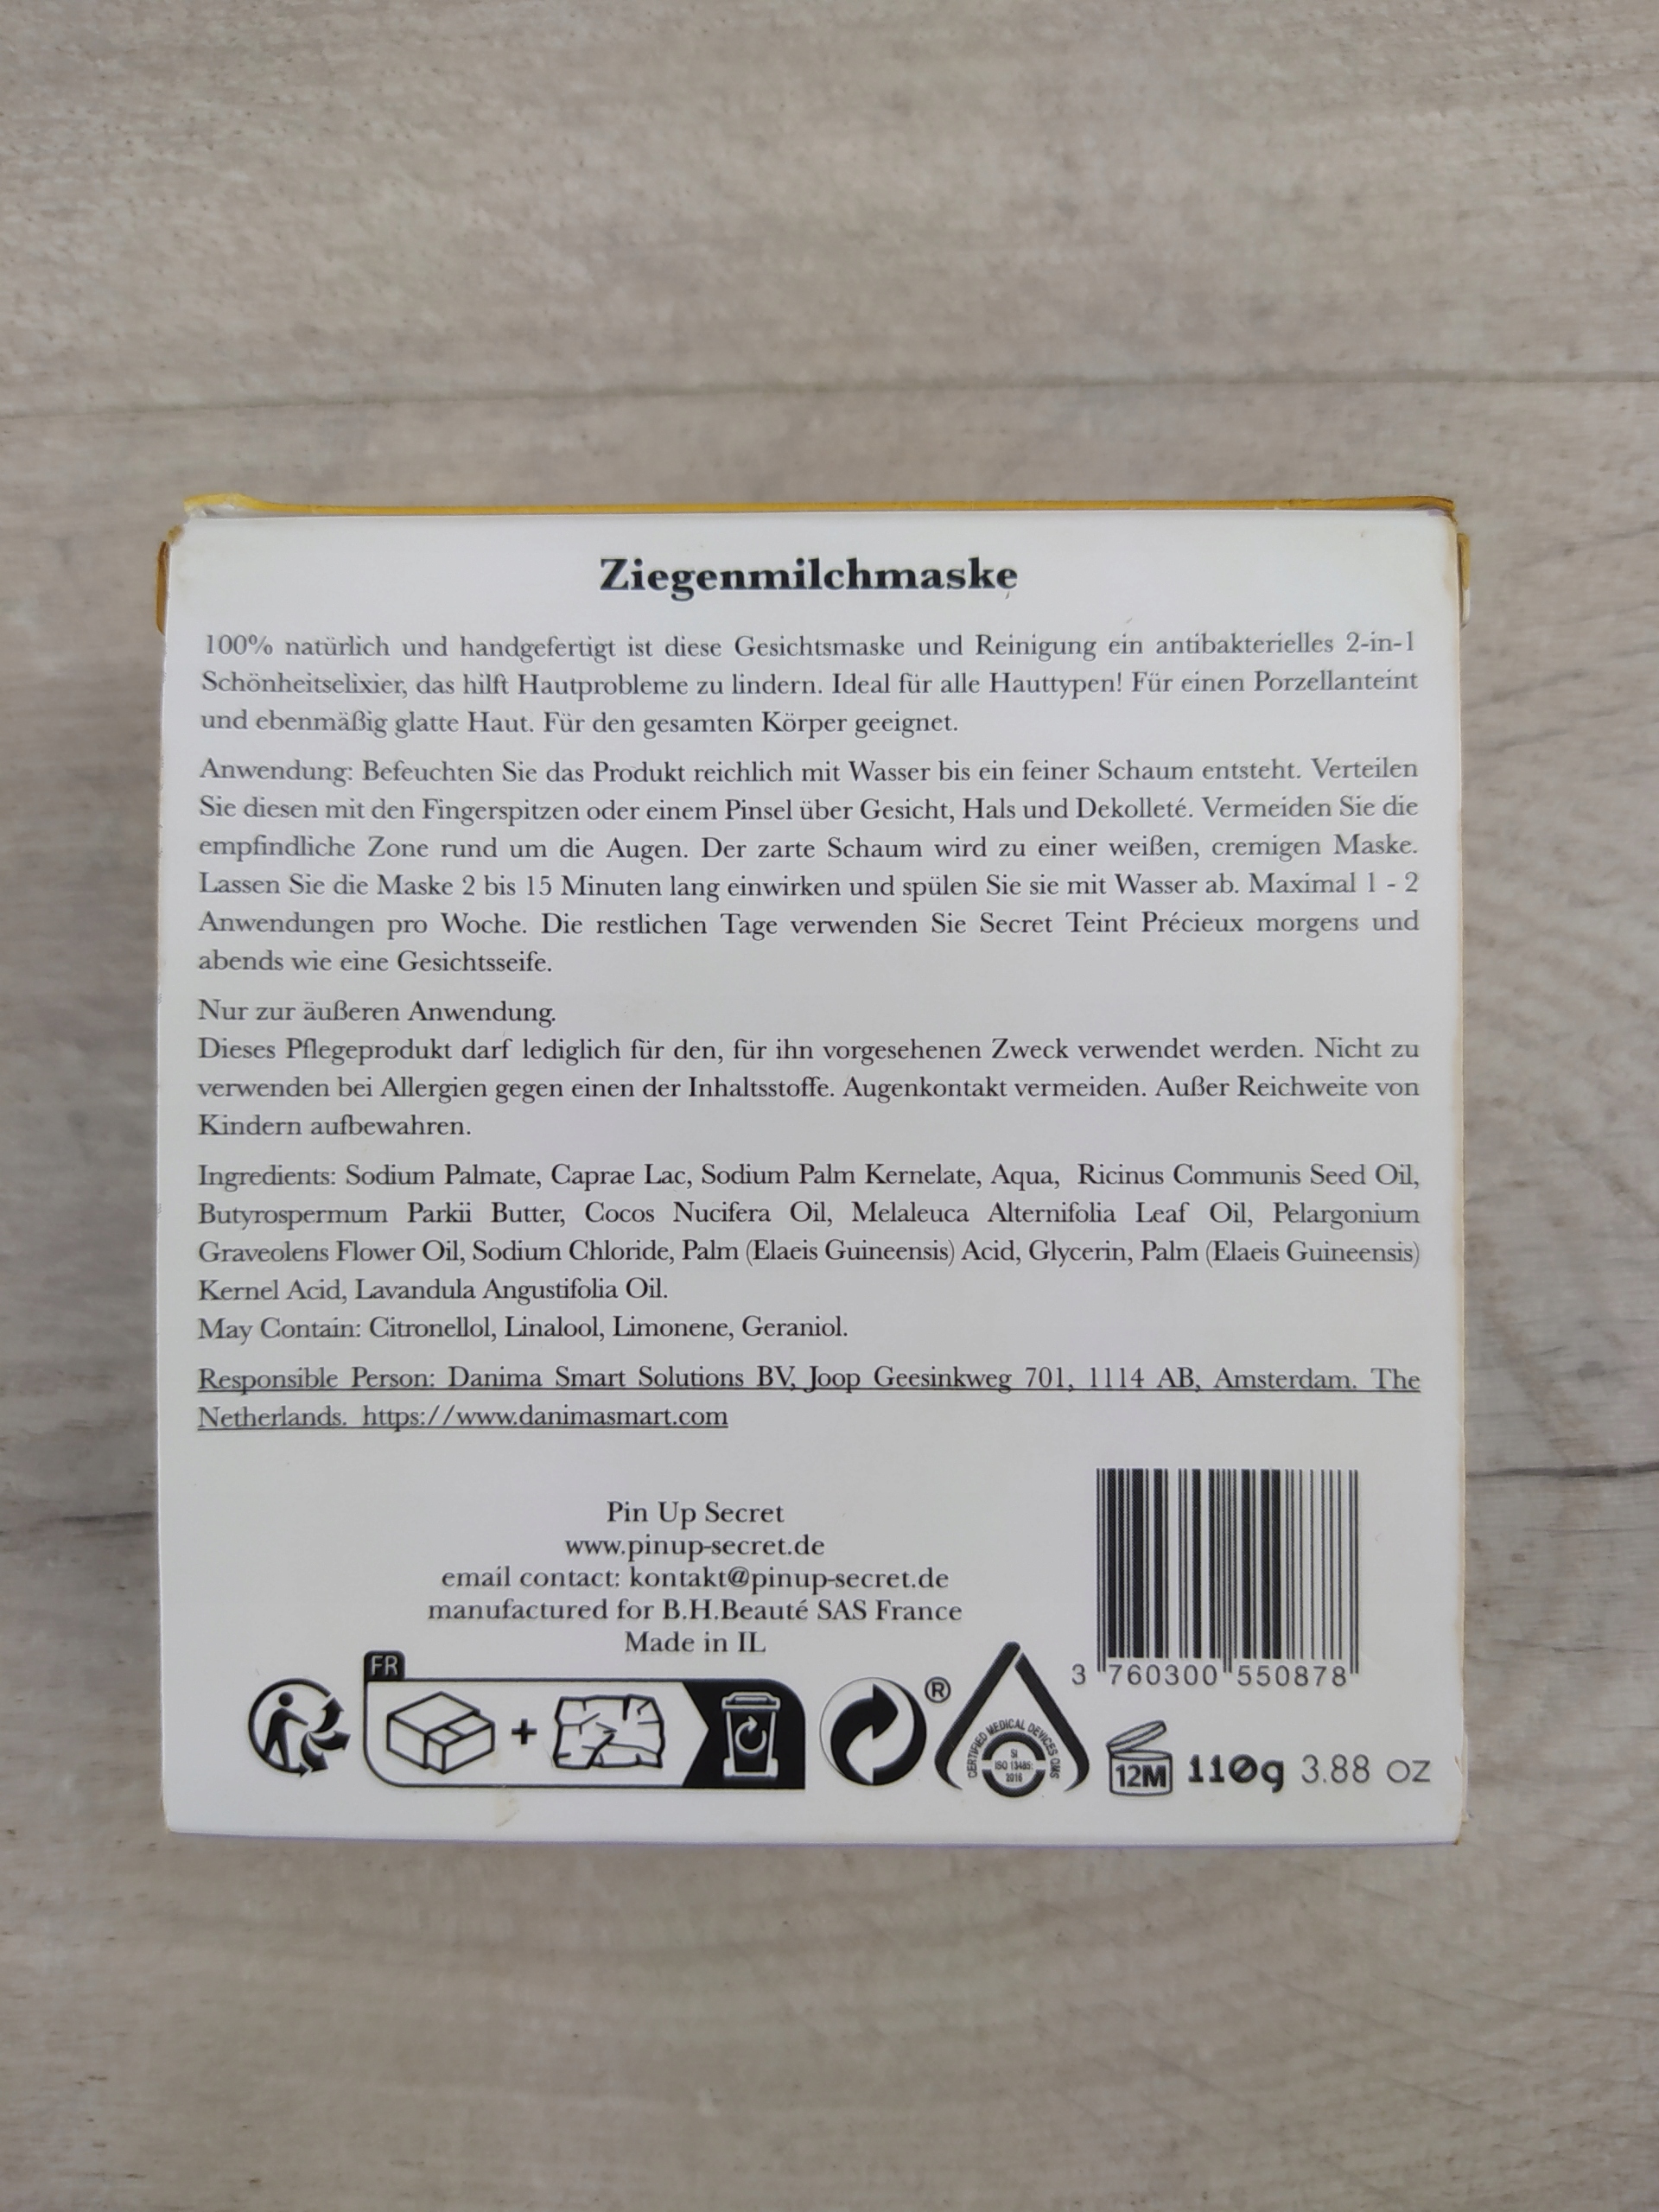 Ziegenmilchmaske
100% natürlich und handgefertigt ist diese Gesichtsmaske und Reinigung ein antibakterielles 2-in-1
Schönheitselixier, das hilft Hautprobleme zu lindern. Ideal für alle Hauttypen! Für einen Porzellanteint
und ebenmäßig glatte Haut. Für den gesamten Körper geeignet.
Anwendung: Befeuchten Sie das Produkt reichlich mit Wasser bis ein feiner Schaum entsteht. Verteilen
Sie diesen mit den Fingerspitzen oder einem Pinsel über Gesicht, Hals und Dekolleté. Vermeiden Sie die
empfindliche Zone rund um die Augen. Der zarte Schaum wird zu einer weißen, cremigen Maske.
Lassen Sie die Maske 2 bis 15 Minuten lang einwirken und spülen Sie sie mit Wasser ab. Maximal 1 - 2
Anwendungen pro Woche. Die restlichen Tage verwenden Sie Secret Teint Précieux morgens und
abends wie eine Gesichtsseife.
Nur zur äußeren Anwendung.
Dieses Pflegeprodukt darf lediglich für den, für ihn vorgesehenen Zweck verwendet werden. Nicht zu
verwenden bei Allergien gegen einen der Inhaltsstoffe. Augenkontakt vermeiden. Außer Reichweite von
Kindern aufbewahren.
Ingredients: Sodium Palmate, Caprae Lac, Sodium Palm Kernelate, Aqua, Ricinus Communis Seed Oil,
Butyrospermum Parkii Butter, Cocos Nucifera Oil, Melaleuca Alternifolia Leaf Oil, Pelargonium
Graveolens Flower Oil, Sodium Chloride, Palm (Elaeis Guineensis) Acid, Glycerin, Palm (Elaeis Guineensis)
Kernel Acid, Lavandula Angustifolia Oil.
May Contain: Citronellol, Linalool, Limonene, Geraniol.
Responsible Person: Danima Smart Solutions BV, Joop Geesinkweg 701, 1114 AB, Amsterdam. The
Netherlands. https://www.danimasmart.com
Pin Up Secret
www.pinup-secret.de
email contact: kontakt@pinup-secret.de
manufactured for B.H.Beauté SAS France
Made in IL
3 760300 550878
FR
®
CERTIFIED MEDICAL DEVICES QMS
SI
ISO 13485:
2016
12M
110g 3.88 oz